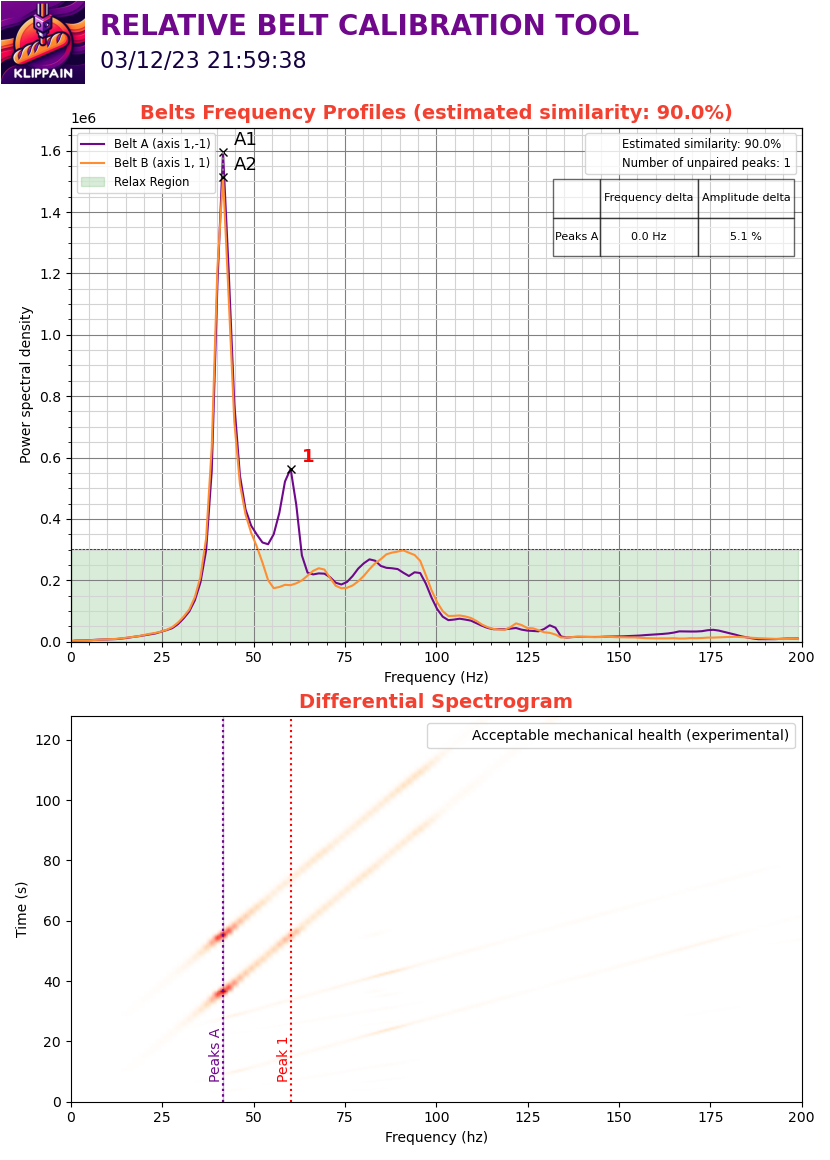 RELATIVE BELT CALIBRATION TOOL
03/12/23 21:59:38
KLIPPAIN
Belts Frequency Profiles (estimated similarity: 90.0%)
1e6
Belt A (axis 1,-1)
Belt B (axis 1, 1)
Relax Region
A1
A2
Estimated similarity: 90.0%
Number of unpaired peaks: 1
Frequency delta Amplitude delta
Peaks A 0.0 Hz 5.1 %
1
1.6
1.4
1.2
1.0
0.8
0.6
0.4
0.2
0.0
Power spectral density
0 25 50 75 100 125 150 175 200
Frequency (Hz)
Differential Spectrogram
Acceptable mechanical health (experimental)
120
100
80
60
40
20
0
Time (s)
Peaks A
Peak 1
0 25 50 75 100 125 150 175 200
Frequency (hz)